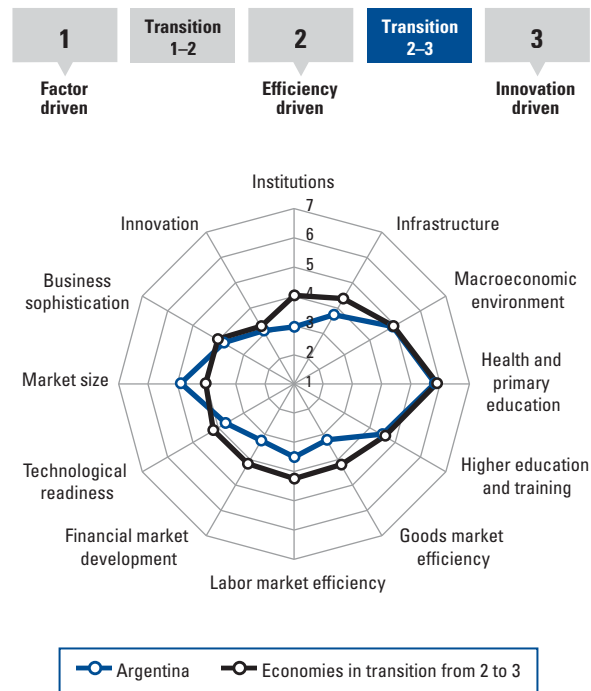 1
Transition
1–2
2
Transition
2–3
3
Factor
driven
Efficiency
driven
Innovation
driven
Institutions
Innovation
Infrastructure
Business
sophistication
Macroeconomic
environment
Market size
Health and
primary
education
Technological
readiness
Higher education
and training
Financial market
development
Goods market
efficiency
Labor market efficiency
7
6
5
4
3
2
1
Argentina
Economies in transition from 2 to 3